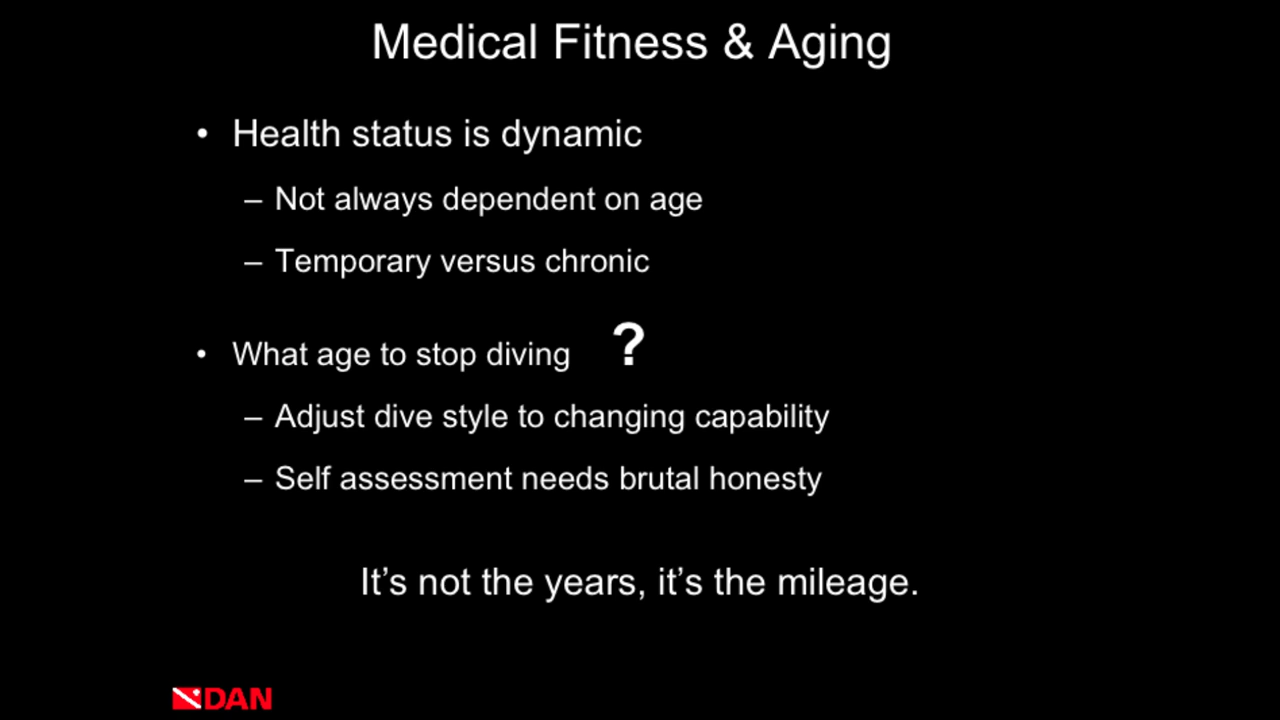 Medical Fitness & Aging
• Health status is dynamic
– Not always dependent on age
– Temporary versus chronic
• What age to stop diving ?
– Adjust dive style to changing capability
– Self assessment needs brutal honesty
It’s not the years, it’s the mileage.
DAN